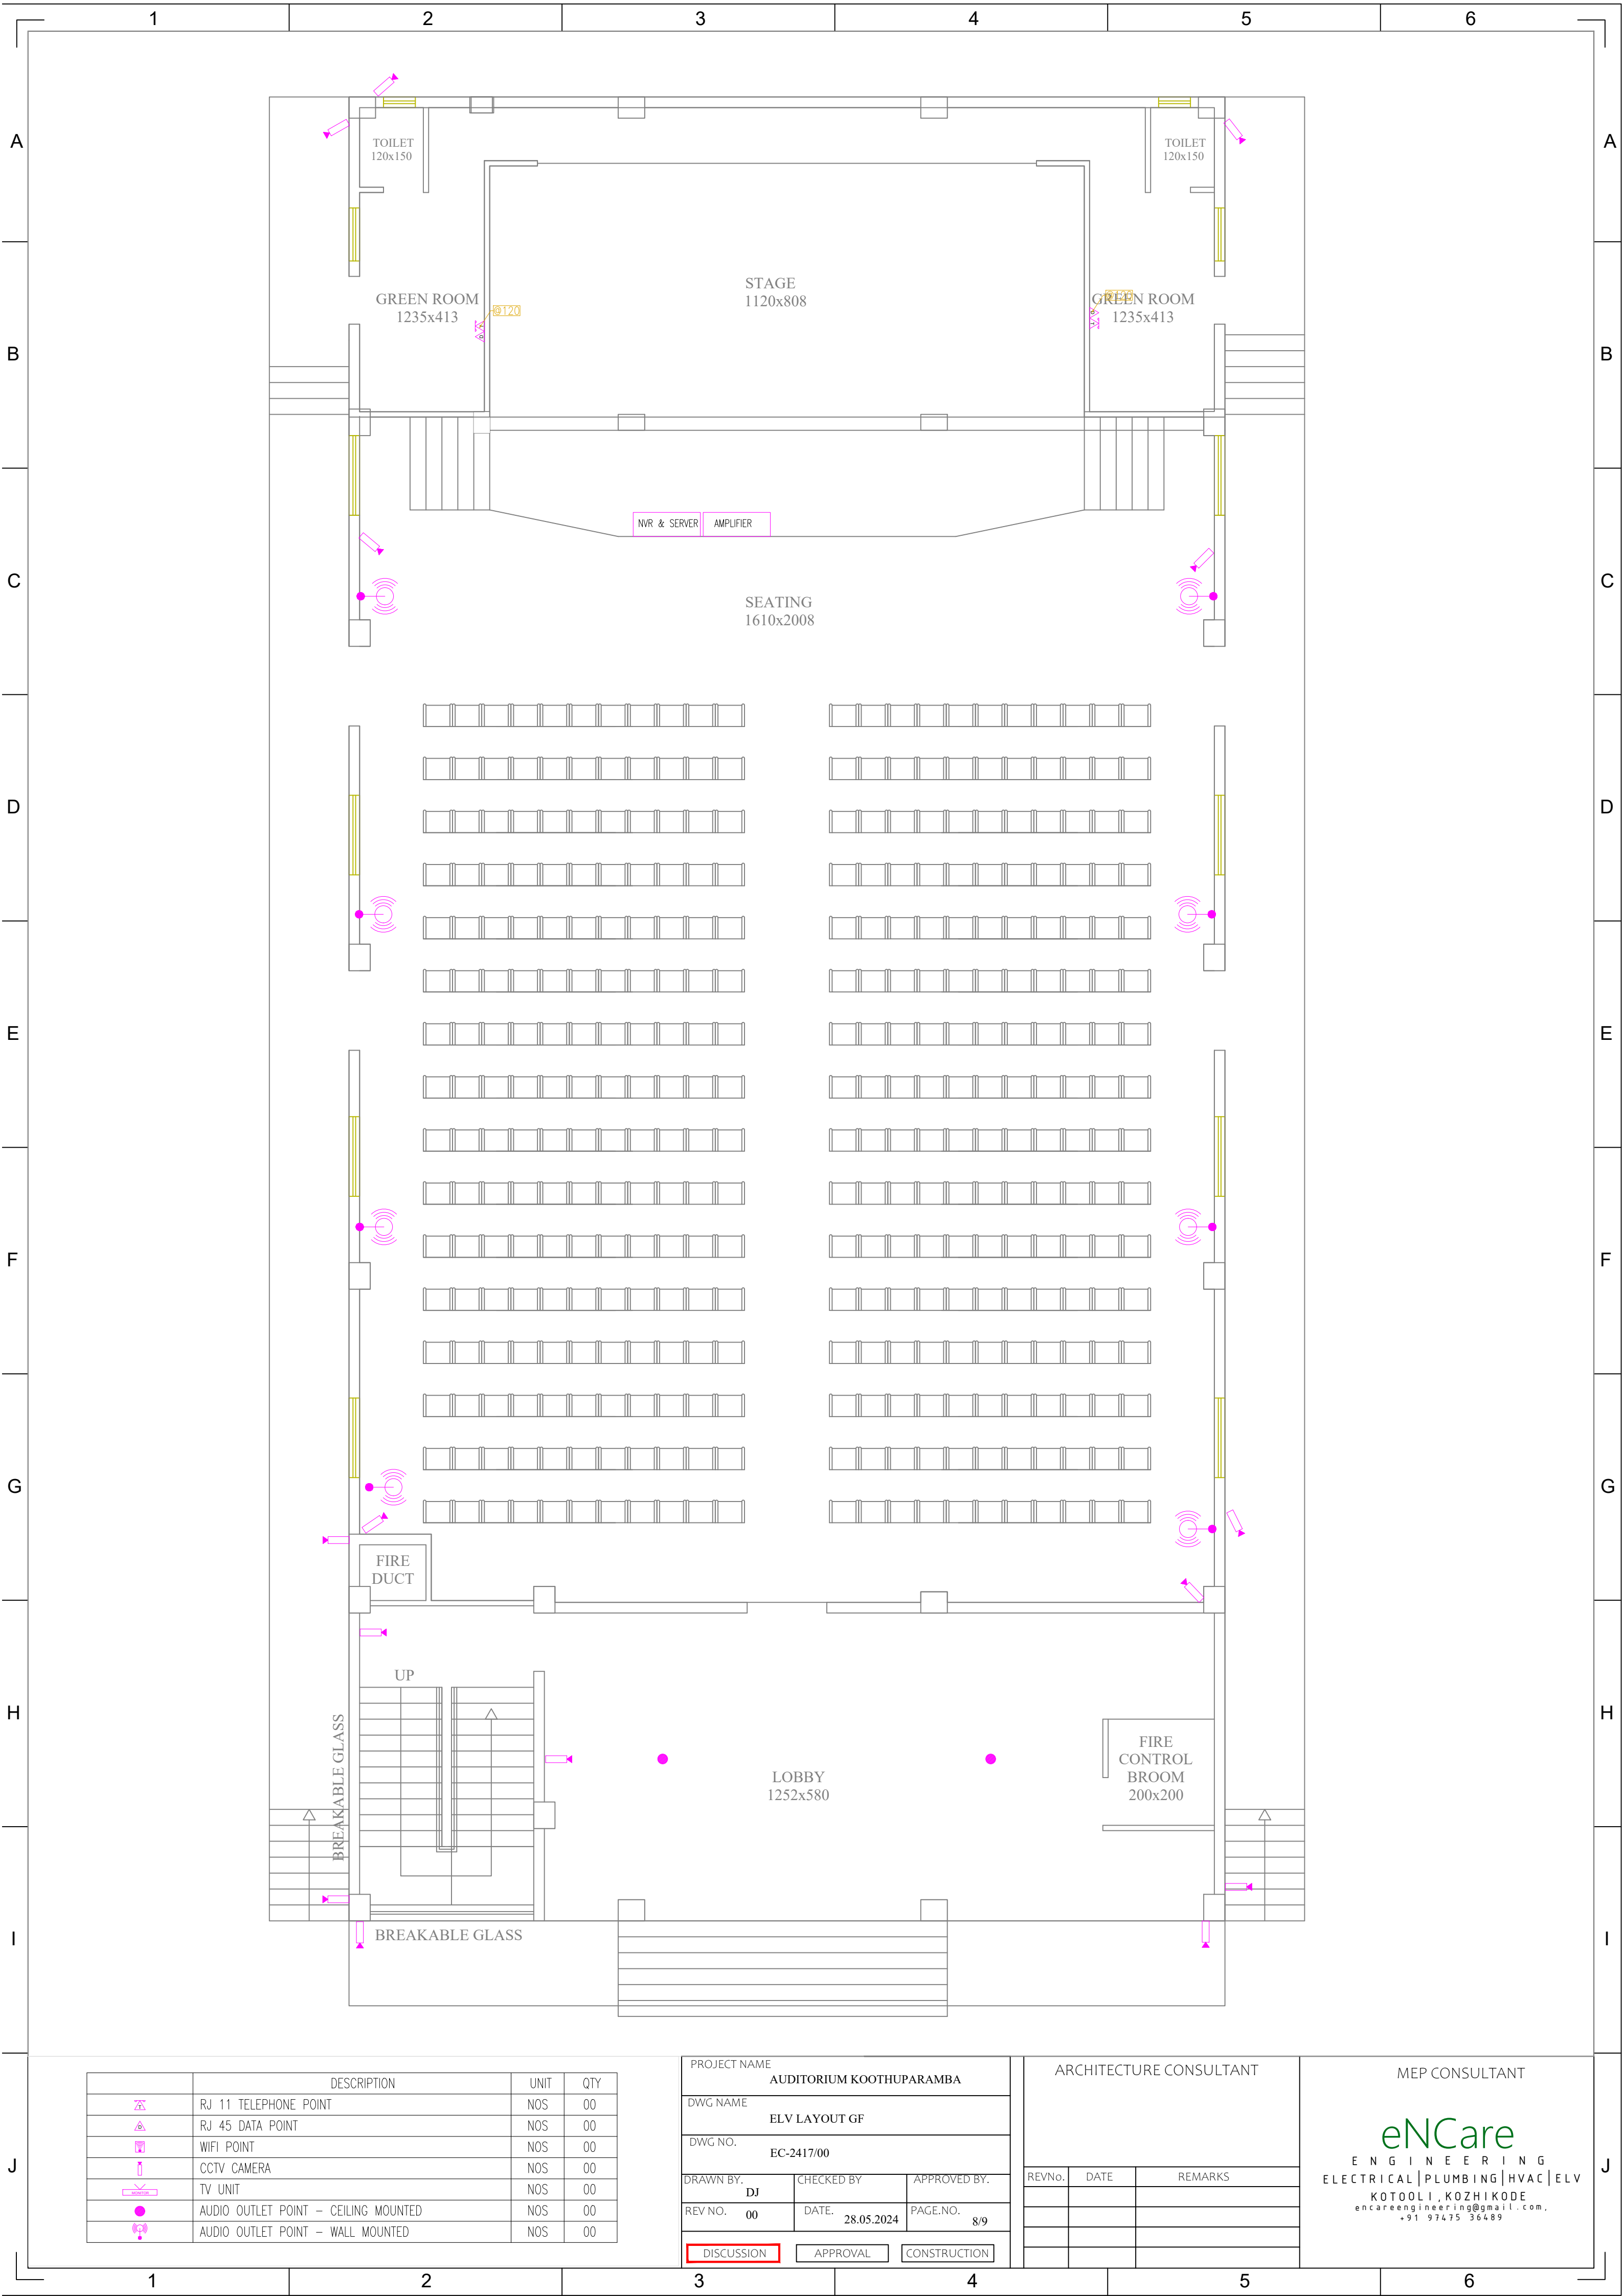 1 2 3 4 5 6
A A
TOILET
120x150
TOILET
120x150
GREEN ROOM
1235x413
@120
STAGE
1120x808
GREEN ROOM
1235x413
B B
NVR & SERVER AMPLIFIER
C C
SEATING
1610x2008
D D
E E
F F
G G
FIRE
DUCT
UP
H H
BREAKABLE GLASS
FIRE
CONTROL
BROOM
200x200
LOBBY
1252x580
BREAKABLE GLASS
I I
DESCRIPTION UNIT QTY
RJ 11 TELEPHONE POINT NOS 00
RJ 45 DATA POINT NOS 00
WIFI POINT NOS 00
CCTV CAMERA NOS 00
MONITOR TV UNIT NOS 00
AUDIO OUTLET POINT – CEILING MOUNTED NOS 00
AUDIO OUTLET POINT – WALL MOUNTED NOS 00
PROJECT NAME
AUDITORIUM KOOTHUPARAMBA
DWG NAME
ELV LAYOUT GF
DWG NO.
EC-2417/00
DRAWN BY. CHECKED BY APPROVED BY.
DJ
REV NO. 00 DATE. 28.05.2024 PAGE.NO. 8/9
DISCUSSION APPROVAL CONSTRUCTION
ARCHITECTURE CONSULTANT
REVNo. DATE REMARKS
MEP CONSULTANT
eNCare
ENGINEERING
ELECTRICAL|PLUMBING|HVAC|ELV
KOTOOLI,KOZHIKODE
encareengineering@gmail.com,
+91 97475 36489
J J
1 2 3 4 5 6